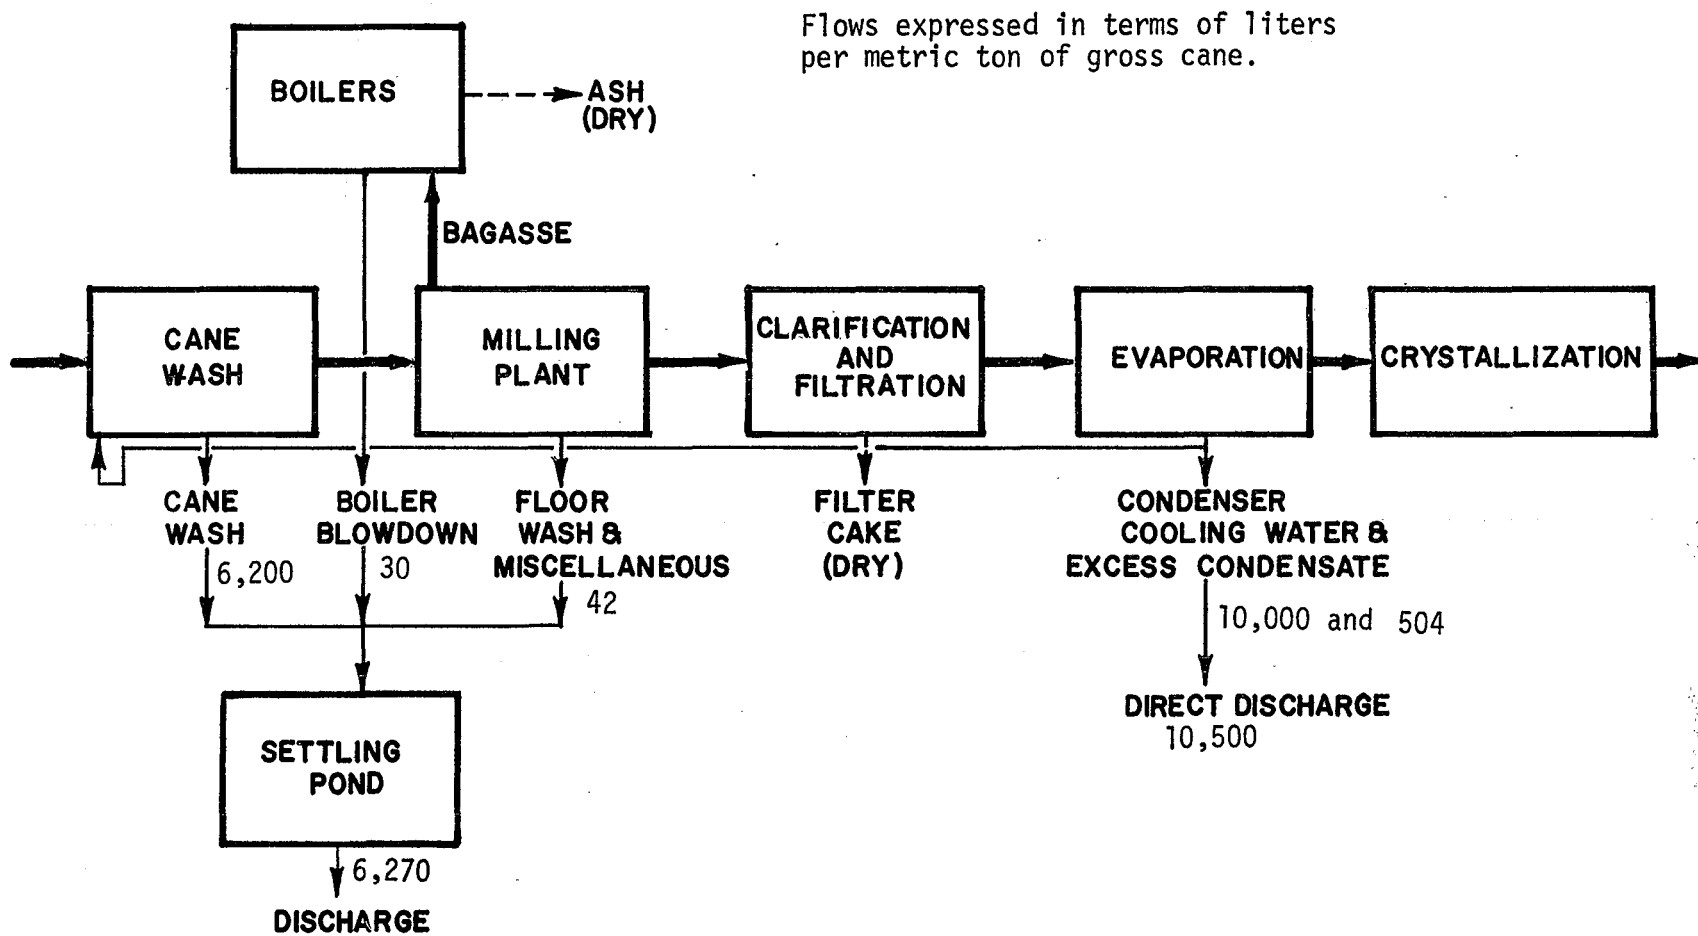 Flows expressed in terms of liters
per metric ton of gross cane.
BOILERS
ASH
(DRY)
BAGASSE
CANE
WASH
MILLING
PLANT
CLARIFICATION
AND
FILTRATION
EVAPORATION
CRYSTALLIZATION
CANE
WASH
6,200
BOILER
BLOWDOWN
30
FLOOR
WASH &
MISCELLANEOUS
42
FILTER
CAKE
(DRY)
CONDENSER
COOLING WATER &
EXCESS CONDENSATE
10,000 and 504
DIRECT DISCHARGE
10,500
SETTLING
POND
6,270
DISCHARGE